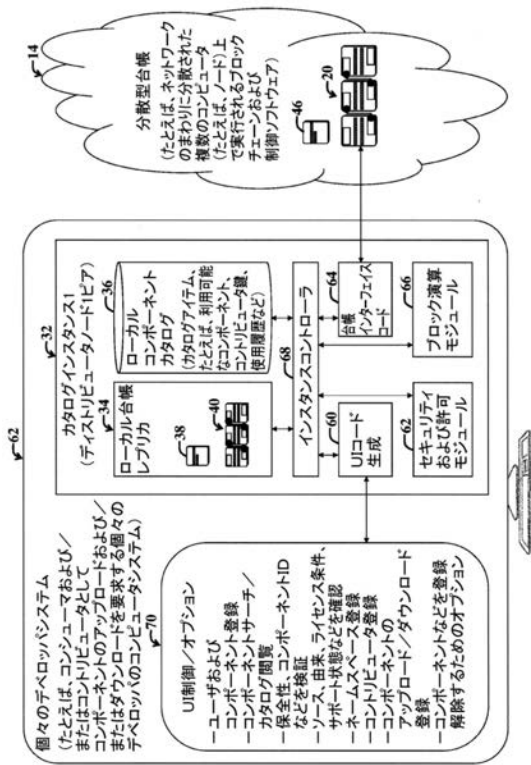 62
個々のデベロッパシステム
(たとえば、コンシューマおよび/
またはコントリビュータとして
コンポーネントのアップロードおよび/
またはダウンロードを要求する個々の
デベロッパのコンピュータシステム)
70
UI制御/オプション
－ユーザおよび
コンポーネント登録
－コンポーネントサーチ/
カタログ閲覧
保全性、コンポーネントID
などを検証
－ソース、由来、ライセンス条件、
サポート状態などを確認
－ネームスペース登録
－コントリビュータ登録
－コンポーネントの
アップロード/ダウンロード
登録
－コンポーネントなどを登録
解除するためのオプション
32
カタログインスタンス1
(ディストリビュータノード1ピア)
34
ローカル台帳
レプリカ
38
40
36
ローカル
コンポーネント
カタログ
(カタログアイテム、
たとえば、利用可能
なコンポーネント、
コントリビュータ鍵、
使用履歴など)
68
インスタンスコントローラ
60
UIコード
生成
64
台帳
インターフェイス
コード
62
セキュリティ
および許可
モジュール
66
ブロック演算
モジュール
14
分散型台帳
(たとえば、ネットワーク
のまわりに分散された
複数のコンピュータ
(たとえば、ノード)上
で実行されるブロック
チェーンおよび
制御ソフトウェア)
46
20